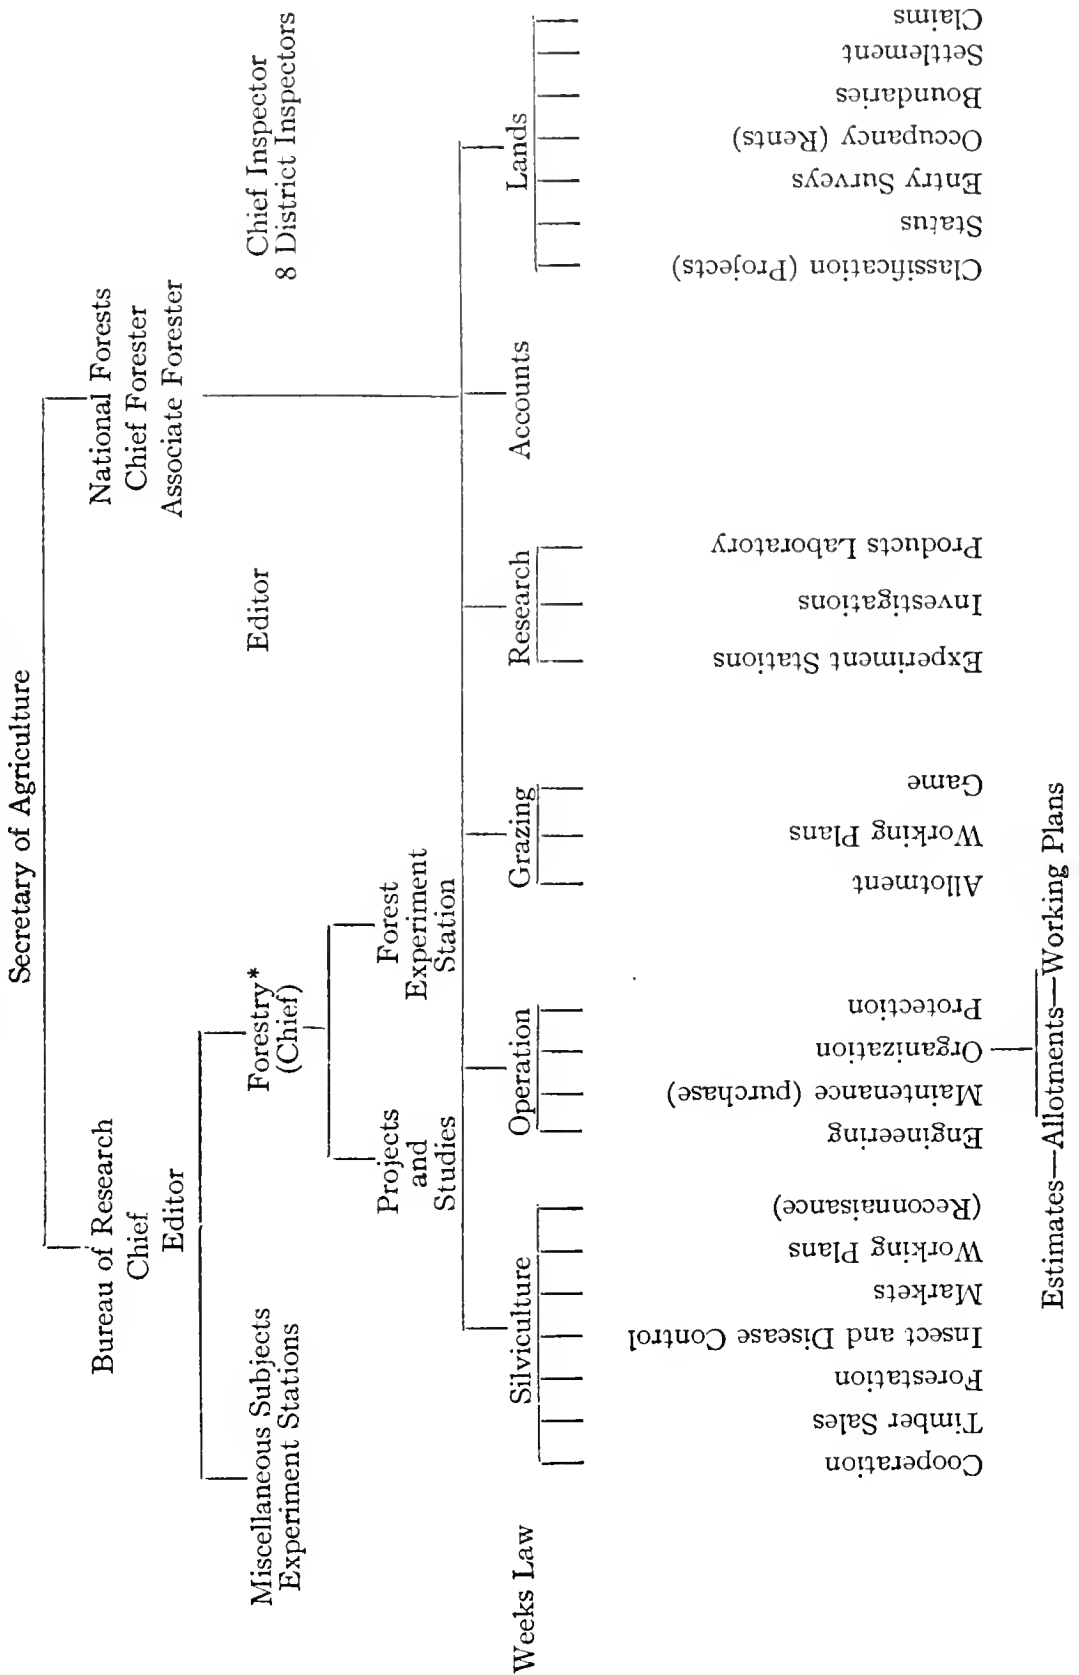 Secretary of Agriculture
Bureau of Research
Chief
Editor
National Forests
Chief Forester
Associate Forester
Miscellaneous Subjects
Experiment Stations
Forestry*
(Chief)
Editor
Chief Inspector
8 District Inspectors
Projects
and
Studies
Forest
Experiment
Station
Weeks Law
Silviculture
Operation
Grazing
Research
Accounts
Lands
Cooperation
Timber Sales
Forestation
Insect and Disease Control
Markets
Working Plans
(Reconnaisance)
Engineering
Maintenance (purchase)
Organization
Protection
Allotment
Working Plans
Game
Experiment Stations
Investigations
Products Laboratory
Classification (Projects)
Status
Entry Surveys
Occupancy (Rents)
Boundaries
Settlement
Claims
Estimates—Allotments—Working Plans